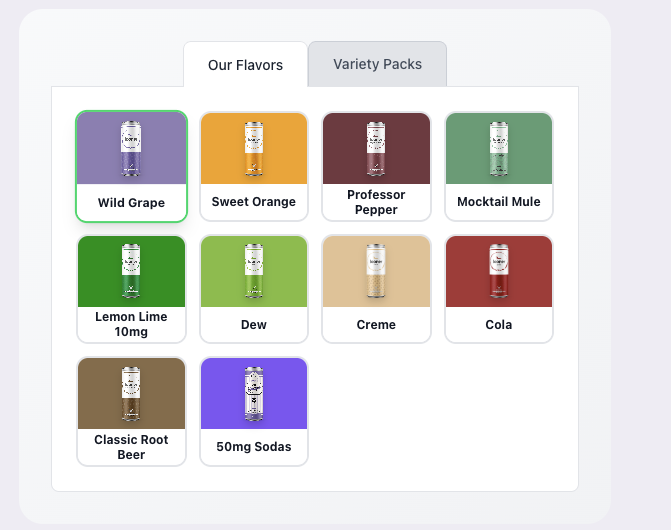 Our Flavors
Variety Packs
Wild Grape
Sweet Orange
Professor
Pepper
Mocktail Mule
Lemon Lime
10mg
Dew
Creme
Cola
Classic Root
Beer
50mg Sodas